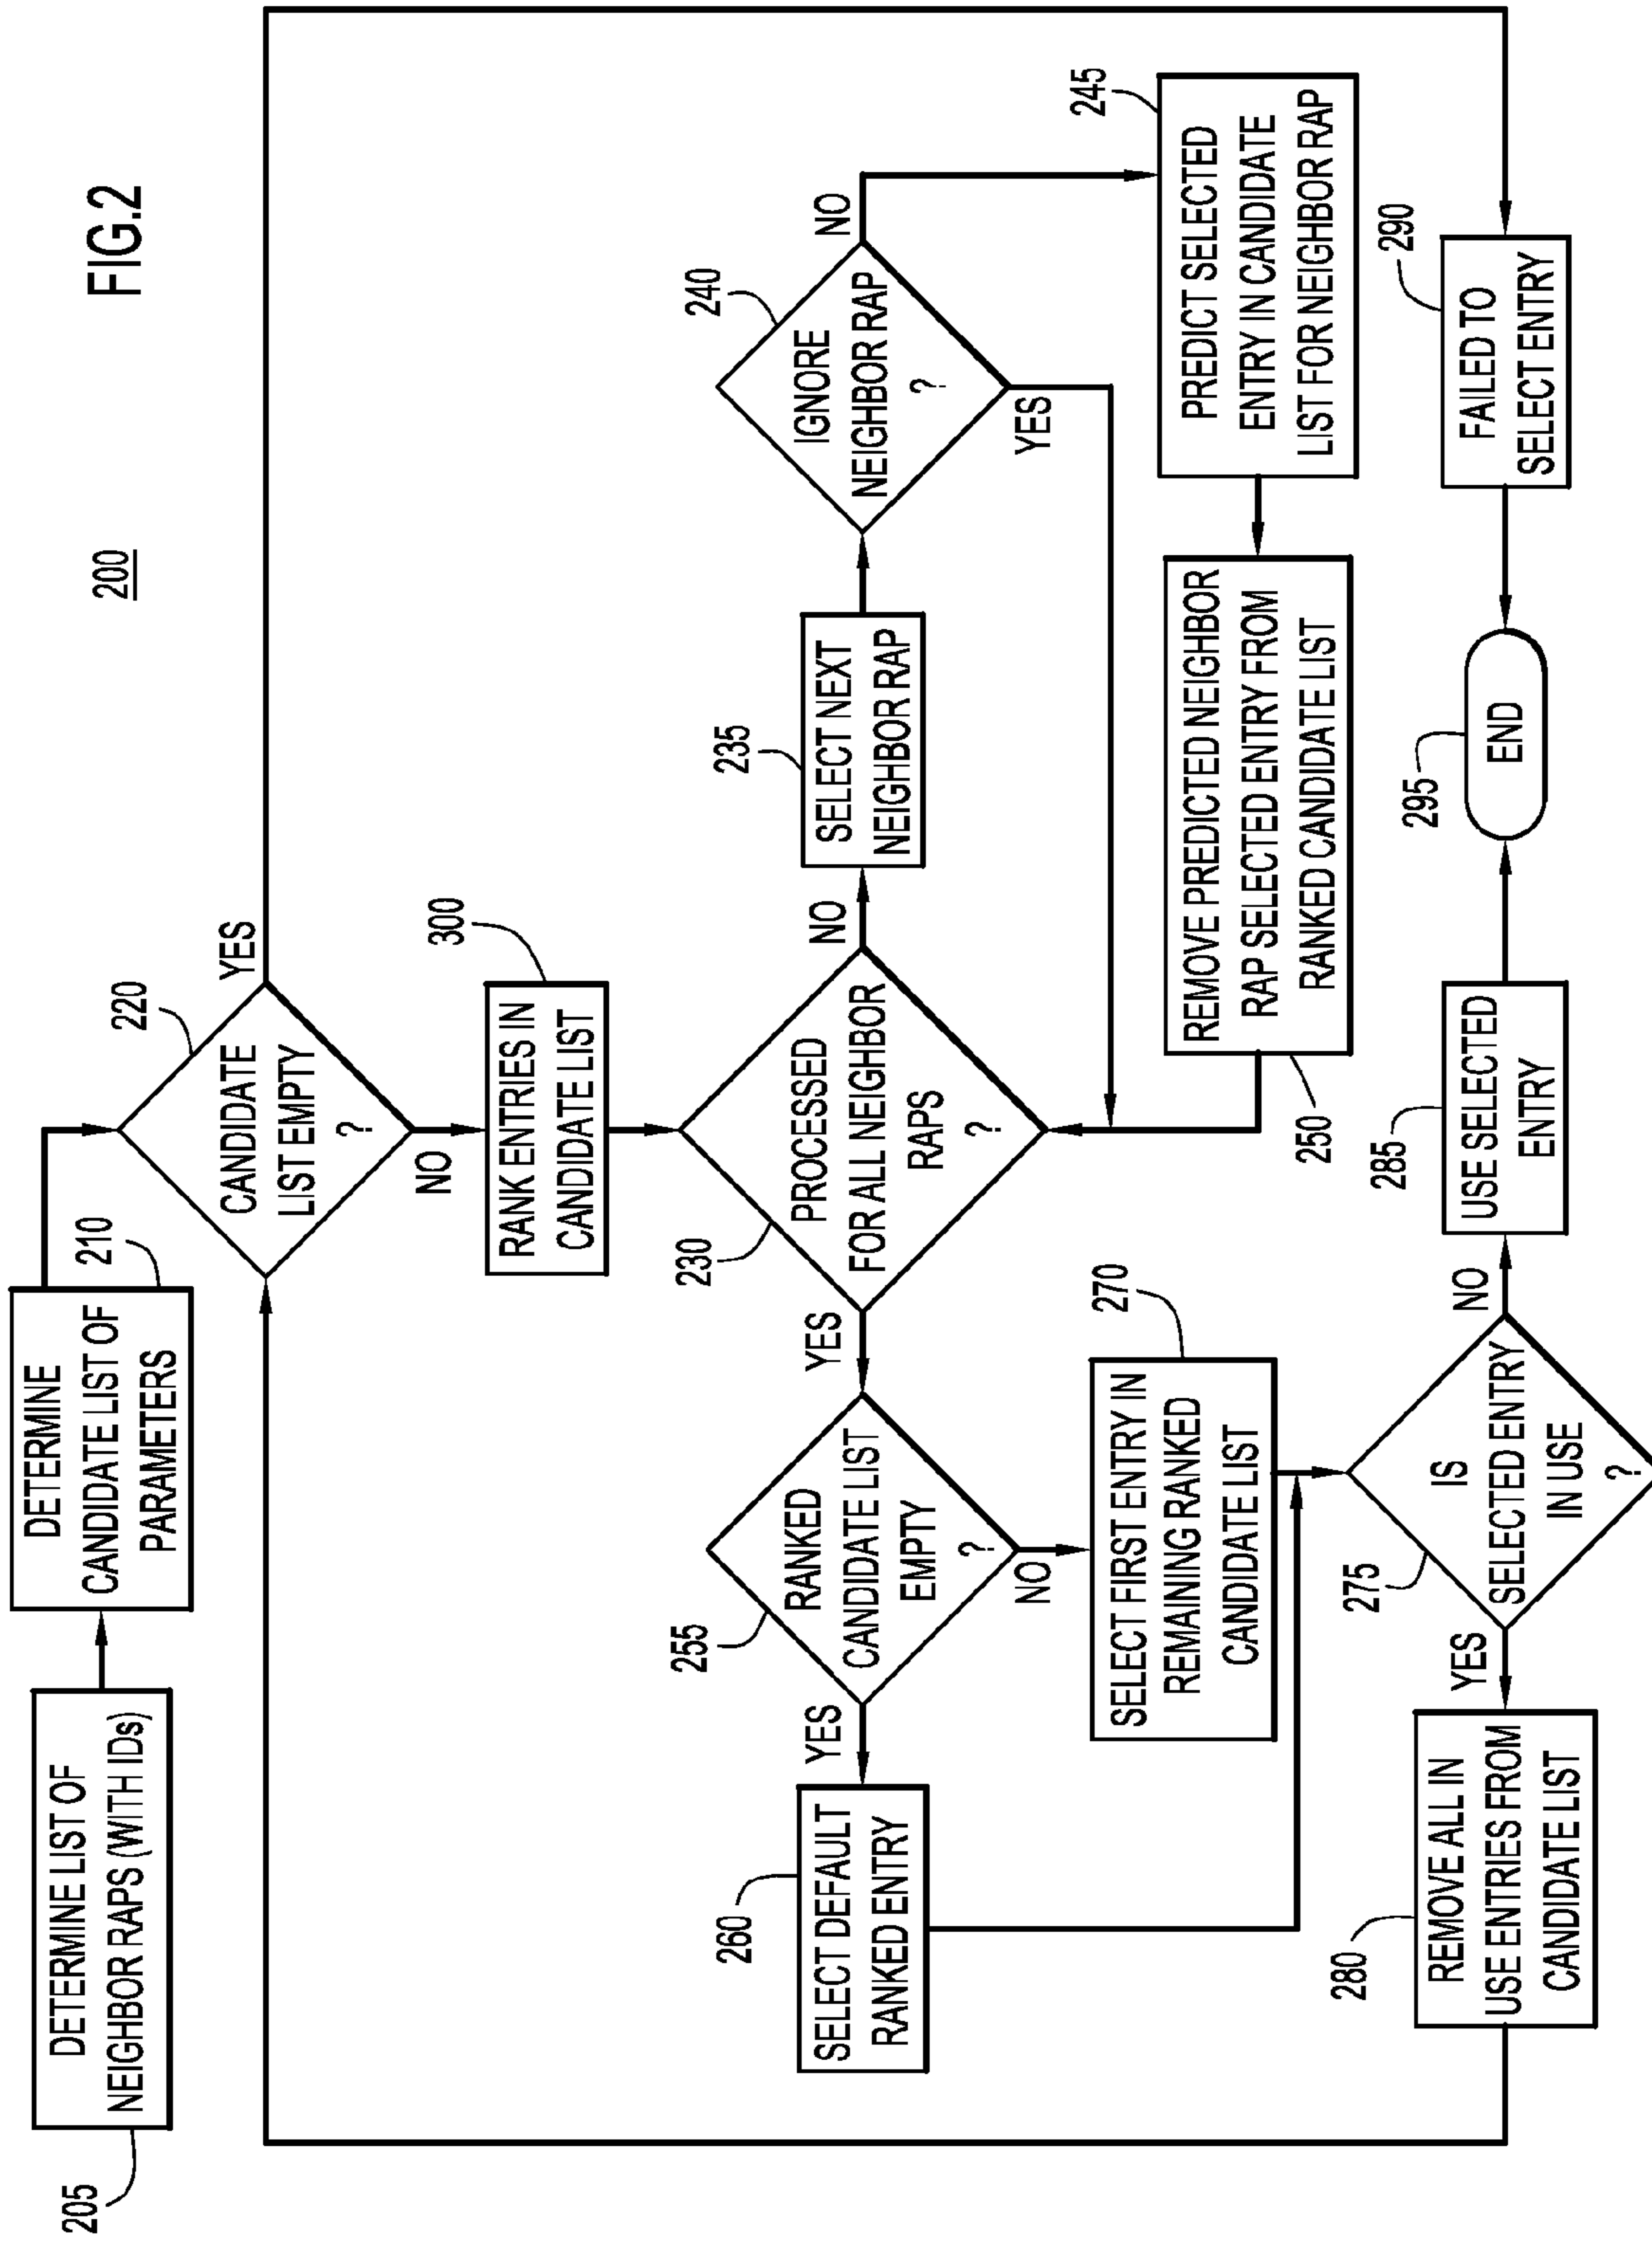 FIG.2
200
205
DETERMINE LIST OF
NEIGHBOR RAPS (WITH IDs)
210
DETERMINE
CANDIDATE LIST OF
PARAMETERS
220
CANDIDATE
LIST EMPTY
?
YES
NO
300
RANK ENTRIES IN
CANDIDATE LIST
230
PROCESSED
FOR ALL NEIGHBOR
RAPS
?
YES
NO
235
SELECT NEXT
NEIGHBOR RAP
240
IGNORE
NEIGHBOR RAP
?
NO
YES
245
PREDICT SELECTED
ENTRY IN CANDIDATE
LIST FOR NEIGHBOR RAP
250
REMOVE PREDICTED NEIGHBOR
RAP SELECTED ENTRY FROM
RANKED CANDIDATE LIST
255
RANKED
CANDIDATE LIST
EMPTY
?
YES
NO
260
SELECT DEFAULT
RANKED ENTRY
270
SELECT FIRST ENTRY IN
REMAINING RANKED
CANDIDATE LIST
275
IS
SELECTED ENTRY
IN USE
?
YES
NO
280
REMOVE ALL IN
USE ENTRIES FROM
CANDIDATE LIST
285
USE SELECTED
ENTRY
290
FAILED TO
SELECT ENTRY
295
END